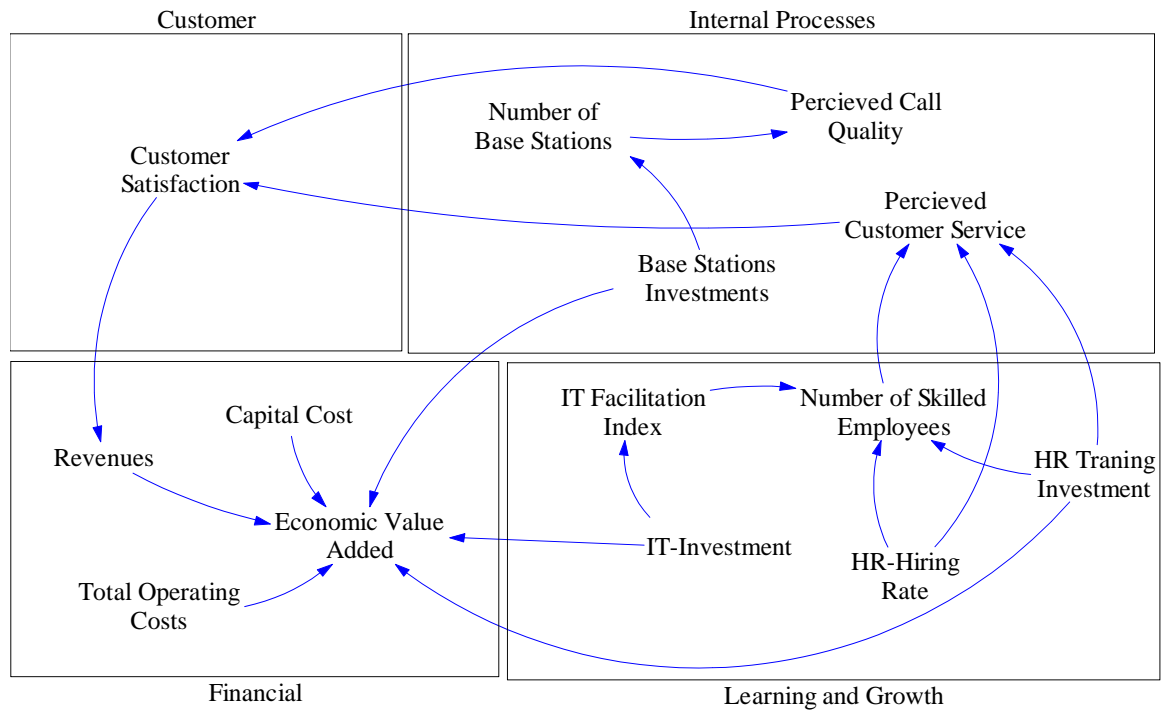 Customer
Internal Processes
Percieved Call
Quality
Number of
Base Stations
Customer
Satisfaction
Percieved
Customer Service
Base Stations
Investments
Capital Cost
Revenues
Economic Value
Added
Total Operating
Costs
IT Facilitation
Index
Number of Skilled
Employees
HR Traning
Investment
IT-Investment
HR-Hiring
Rate
Financial
Learning and Growth